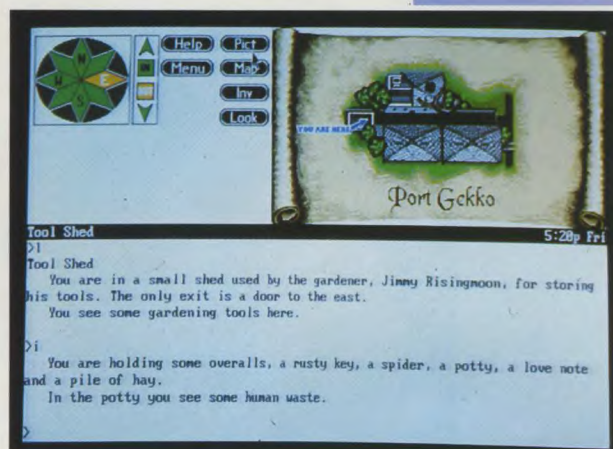 N
E
S
W
IN
OUT
Help
Menu
Pict
Map
Inv
Look
YOU ARE HERE
Port Gekko
Tool Shed
5:20p Fri
>l
Tool Shed
You are in a small shed used by the gardener, Jimmy Risingmoon, for storing
his tools. The only exit is a door to the east.
You see some gardening tools here.
>i
You are holding some overalls, a rusty key, a spider, a potty, a love note
and a pile of hay.
In the potty you see some human waste.
>